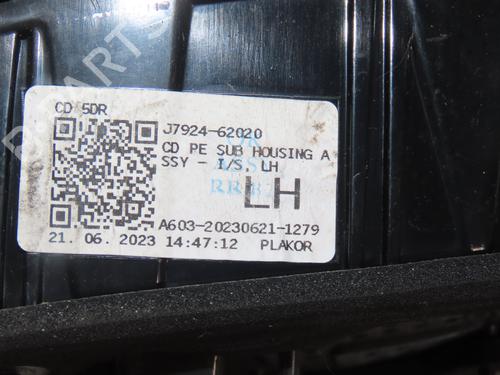 CD 5DR
J7924-62020
CD PE SUB HOUSING A
SSY - I/S, LH
LH
A603-20230621-1279
21. 06. 2023 14:47:12 PLAKOR